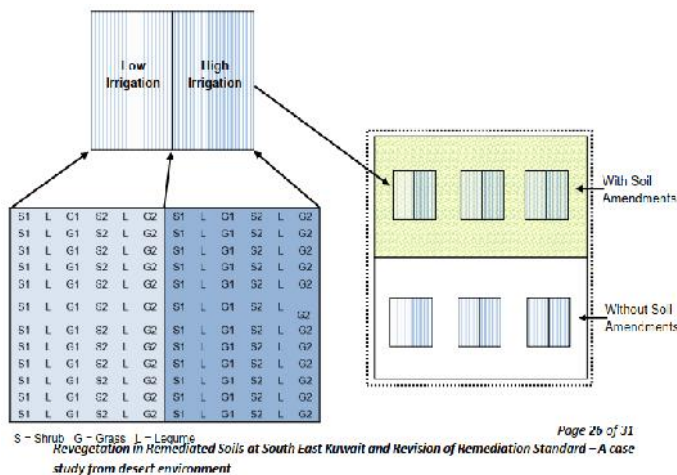 Low Irrigation
High Irrigation
With Soil Amendments
Without Soil Amendments
S1 L G1 S2 L G2 S1 L G1 S2 L G2
S1 L G1 S2 L G2 S1 L G1 S2 L G2
S1 L G1 S2 L G2 S1 L G1 S2 L G2
S1 L G1 S2 L G2 S1 L G1 S2 L G2
S1 L G1 S2 L G2 S1 L G1 S2 L G2
S1 L G1 S2 L G2 S1 L G1 S2 L G2
S1 L G1 S2 L G2 S1 L G1 S2 L G2
S1 L G1 S2 L G2 S1 L G1 S2 L G2
S1 L G1 S2 L G2 S1 L G1 S2 L G2
S1 L G1 S2 L G2 S1 L G1 S2 L G2
S1 L G1 S2 L G2 S1 L G1 S2 L G2
S1 L G1 S2 L G2 S1 L G1 S2 L G2
Page 26 of 31
S = Shrub G = Grass L = Legume
Revegetation in Remediated Soils at South East Kuwait and Revision of Remediation Standard – A case
study from desert environment